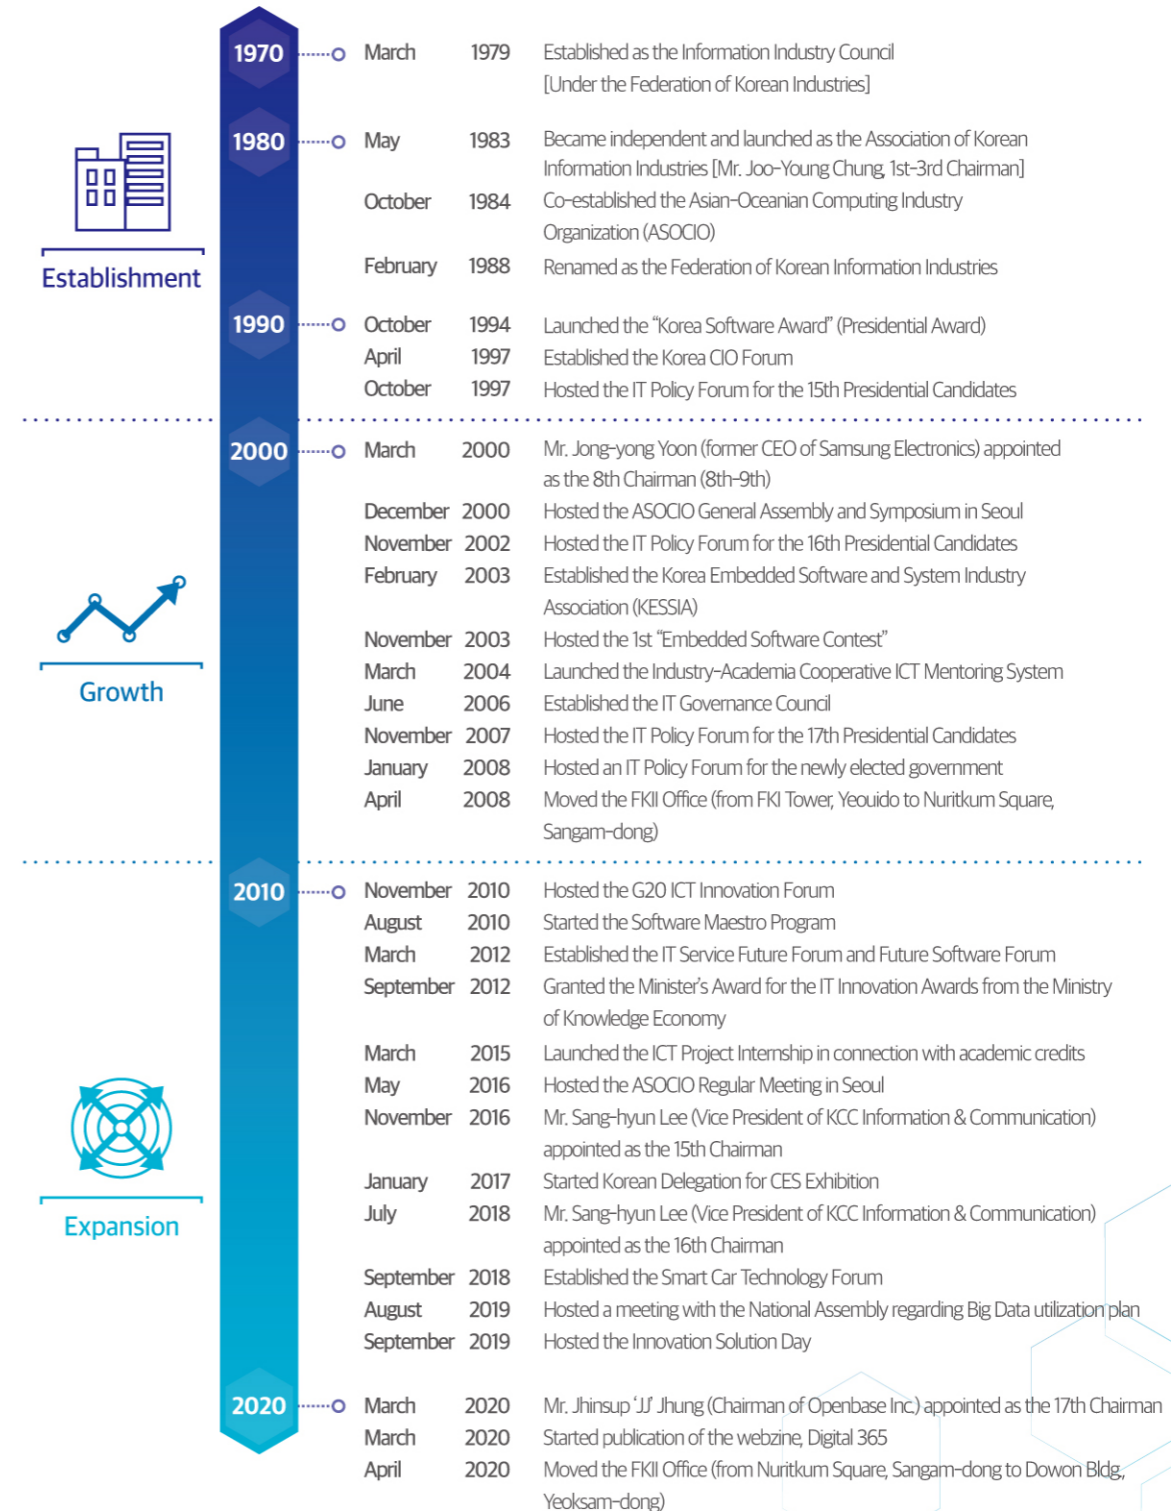 1970
March 1979 Established as the Information Industry Council
[Under the Federation of Korean Industries]
1980
May 1983 Became independent and launched as the Association of Korean
Information Industries [Mr. Joo-Young Chung, 1st-3rd Chairman]
October 1984 Co-established the Asian-Oceanian Computing Industry
Organization (ASOCIO)
February 1988 Renamed as the Federation of Korean Information Industries
Establishment
1990
October 1994 Launched the “Korea Software Award” (Presidential Award)
April 1997 Established the Korea CIO Forum
October 1997 Hosted the IT Policy Forum for the 15th Presidential Candidates
2000
March 2000 Mr. Jong-yong Yoon (former CEO of Samsung Electronics) appointed
as the 8th Chairman (8th-9th)
December 2000 Hosted the ASOCIO General Assembly and Symposium in Seoul
November 2002 Hosted the IT Policy Forum for the 16th Presidential Candidates
February 2003 Established the Korea Embedded Software and System Industry
Association (KESSIA)
November 2003 Hosted the 1st “Embedded Software Contest”
March 2004 Launched the Industry-Academia Cooperative ICT Mentoring System
Growth
June 2006 Established the IT Governance Council
November 2007 Hosted the IT Policy Forum for the 17th Presidential Candidates
January 2008 Hosted an IT Policy Forum for the newly elected government
April 2008 Moved the FKII Office (from FKI Tower, Yeouido to Nuritkum Square,
Sangam-dong)
2010
November 2010 Hosted the G20 ICT Innovation Forum
August 2010 Started the Software Maestro Program
March 2012 Established the IT Service Future Forum and Future Software Forum
September 2012 Granted the Minister’s Award for the IT Innovation Awards from the Ministry
of Knowledge Economy
March 2015 Launched the ICT Project Internship in connection with academic credits
May 2016 Hosted the ASOCIO Regular Meeting in Seoul
November 2016 Mr. Sang-hyun Lee (Vice President of KCC Information & Communication)
appointed as the 15th Chairman
January 2017 Started Korean Delegation for CES Exhibition
July 2018 Mr. Sang-hyun Lee (Vice President of KCC Information & Communication)
appointed as the 16th Chairman
Expansion
September 2018 Established the Smart Car Technology Forum
August 2019 Hosted a meeting with the National Assembly regarding Big Data utilization plan
September 2019 Hosted the Innovation Solution Day
2020
March 2020 Mr. Jhinsup ‘JJ’ Jhung (Chairman of Openbase Inc.) appointed as the 17th Chairman
March 2020 Started publication of the webzine, Digital 365
April 2020 Moved the FKII Office (from Nuritkum Square, Sangam-dong to Dowon Bldg.,
Yeoksam-dong)